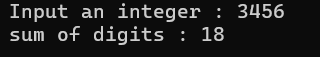 Input an integer : 3456
sum of digits : 18